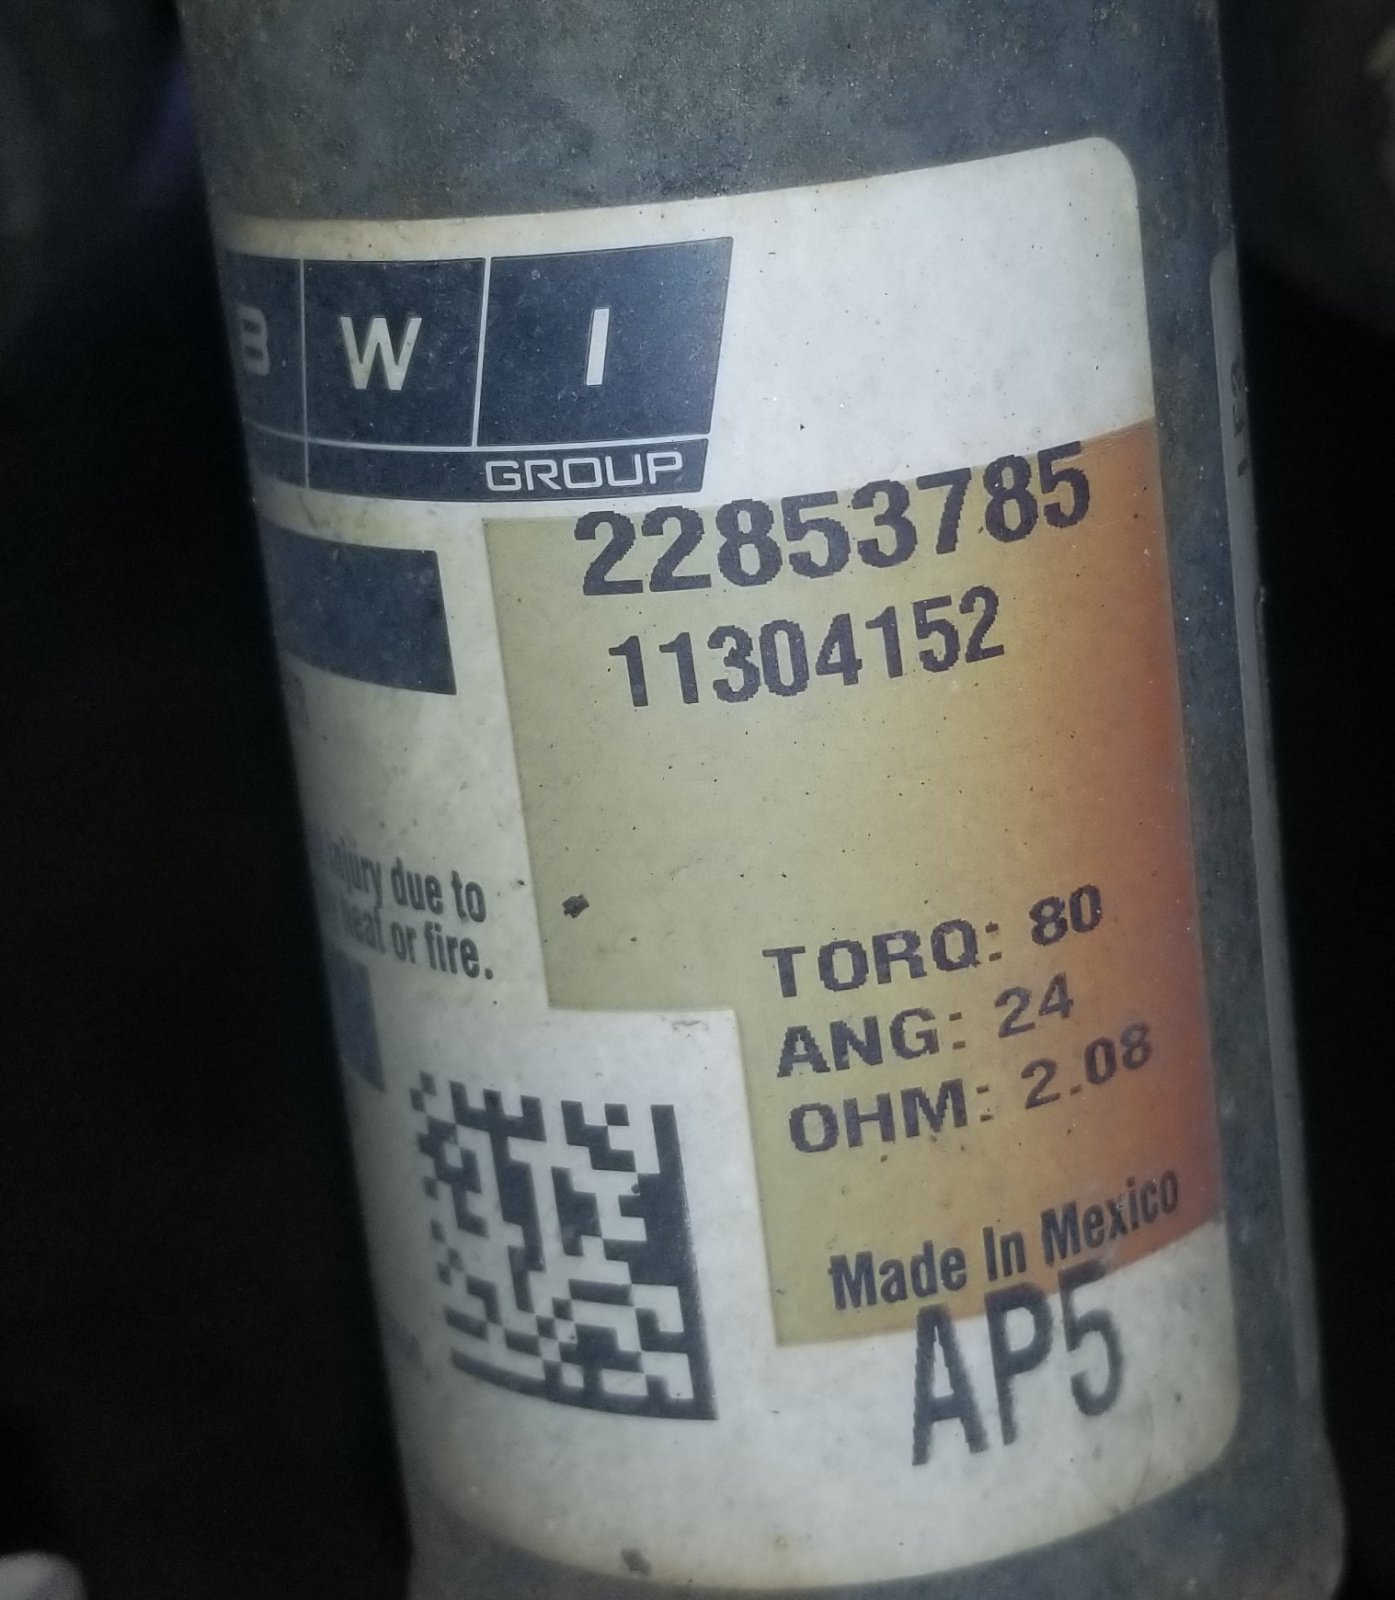 B W I
GROUP
22853785
11304152
injury due to
heat or fire.
TORQ: 80
ANG: 24
OHM: 2.08
Made In Mexico
AP5